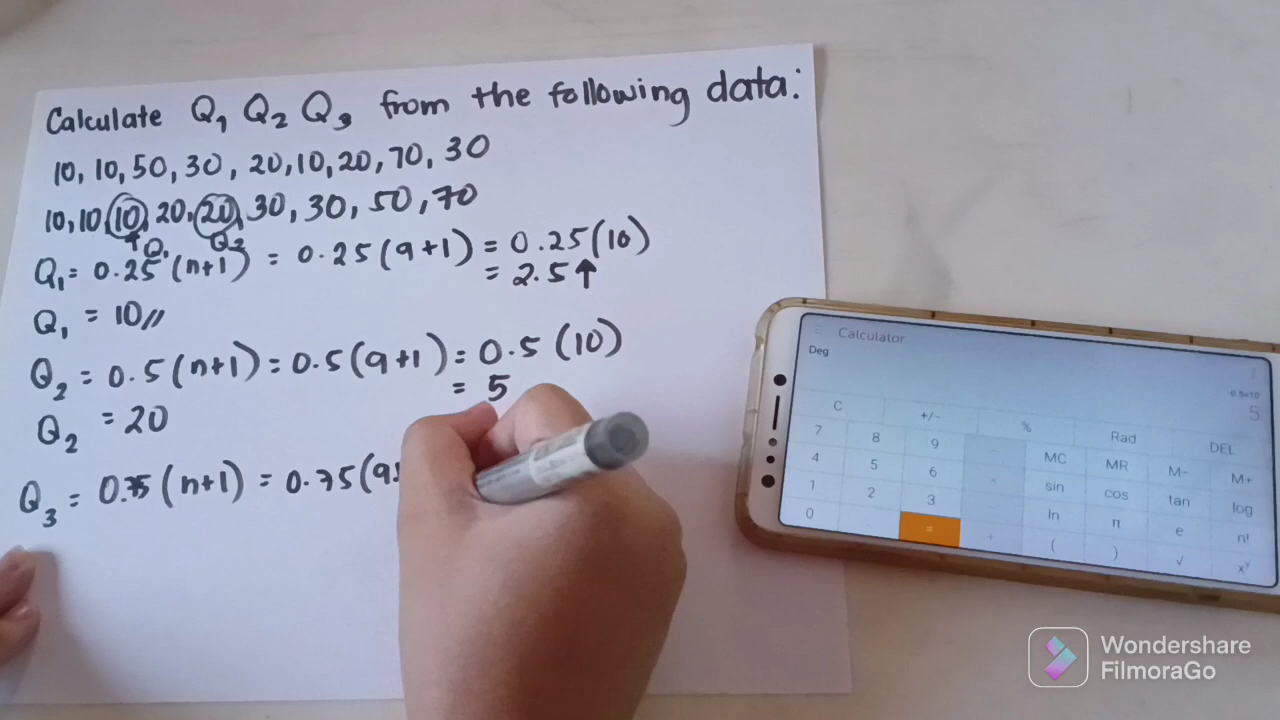 Calculate Q1 Q2 Q3 from the following data:
10, 10, 50, 30, 20, 10, 20, 70, 30
10, 10, 10, 20, 20, 30, 30, 50, 70
Q1 Q2
Q1 = 0.25 (n+1) = 0.25 (9+1) = 0.25 (10)
= 2.5 ↑
Q1 = 10 //
Q2 = 0.5 (n+1) = 0.5 (9+1) = 0.5 (10)
= 5
Q2 = 20
Q3 = 0.75 (n+1) = 0.75 (9
Calculator
Deg
0.5×10
5
C +/- % Rad DEL
7 8 9 MC MR M- M+
4 5 6 sin cos tan log
1 2 3 ln π e n!
0 . = + ( ) √ xʸ
Wondershare
FilmoraGo